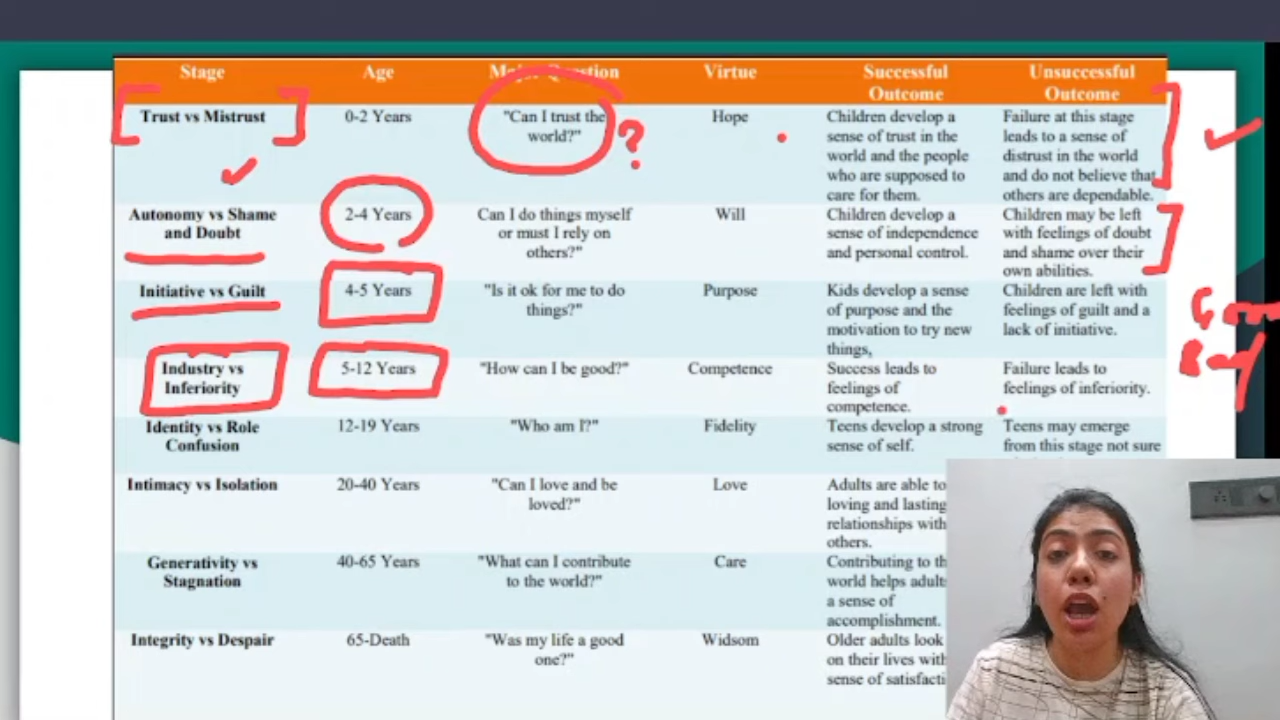 Stage Age Major Question Virtue Successful Outcome Unsuccessful Outcome
Trust vs Mistrust
0-2 Years
"Can I trust the
world?"
?
Hope
Children develop a
sense of trust in the
world and the people
who are supposed to
care for them.
Failure at this stage
leads to a sense of
distrust in the world
and do not believe that
others are dependable.
Autonomy vs Shame
and Doubt
2-4 Years
Can I do things myself
or must I rely on
others?"
Will
Children develop a
sense of independence
and personal control.
Children may be left
with feelings of doubt
and shame over their
own abilities.
Initiative vs Guilt
4-5 Years
"Is it ok for me to do
things?"
Purpose
Kids develop a sense
of purpose and the
motivation to try new
things,
Children are left with
feelings of guilt and a
lack of initiative.
Industry vs
Inferiority
5-12 Years
"How can I be good?"
Competence
Success leads to
feelings of
competence.
Failure leads to
feelings of inferiority.
Identity vs Role
Confusion
12-19 Years
"Who am I?"
Fidelity
Teens develop a strong
sense of self.
Teens may emerge
from this stage not sure
Intimacy vs Isolation
20-40 Years
"Can I love and be
loved?"
Love
Adults are able to
loving and lasting
relationships with
others.
Generativity vs
Stagnation
40-65 Years
"What can I contribute
to the world?"
Care
Contributing to
world helps
a sense of
accomplishment.
Integrity vs Despair
65-Death
"Was my life a good
one?"
Widsom
Older adults look
on their lives with
sense of